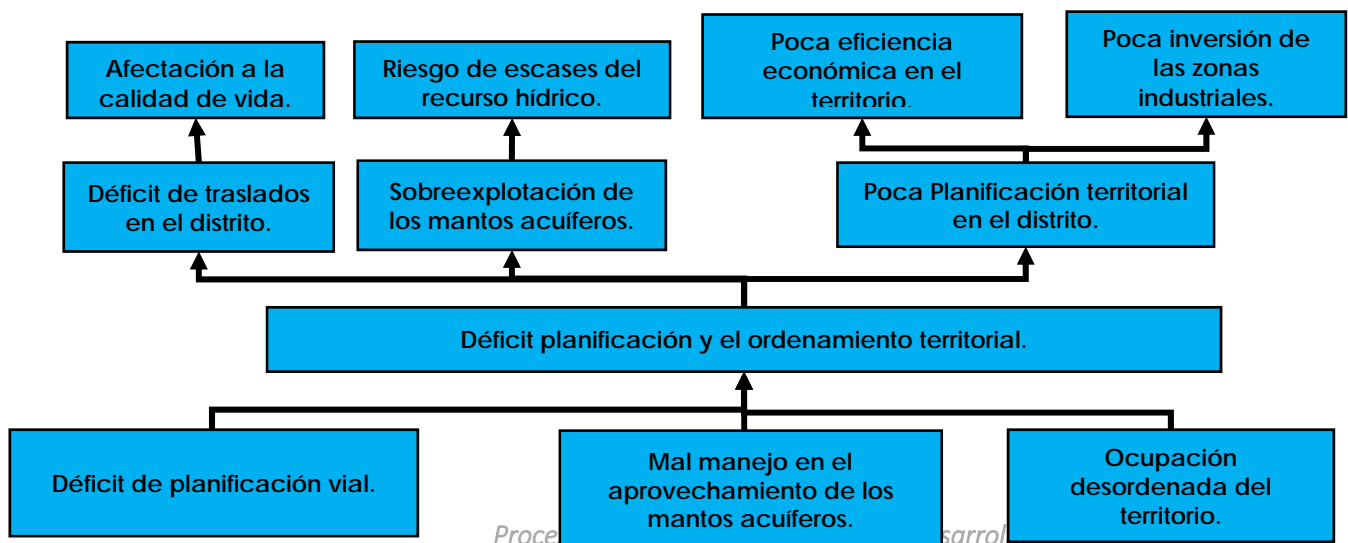 Afectación a la
calidad de vida.
Riesgo de escases del
recurso hídrico.
Poca eficiencia
económica en el
territorio.
Poca inversión de
las zonas
industriales.
Déficit de traslados
en el distrito.
Sobreexplotación de
los mantos acuíferos.
Poca Planificación territorial
en el distrito.
Déficit planificación y el ordenamiento territorial.
Déficit de planificación vial.
Mal manejo en el
aprovechamiento de los
mantos acuíferos.
Ocupación
desordenada del
territorio.